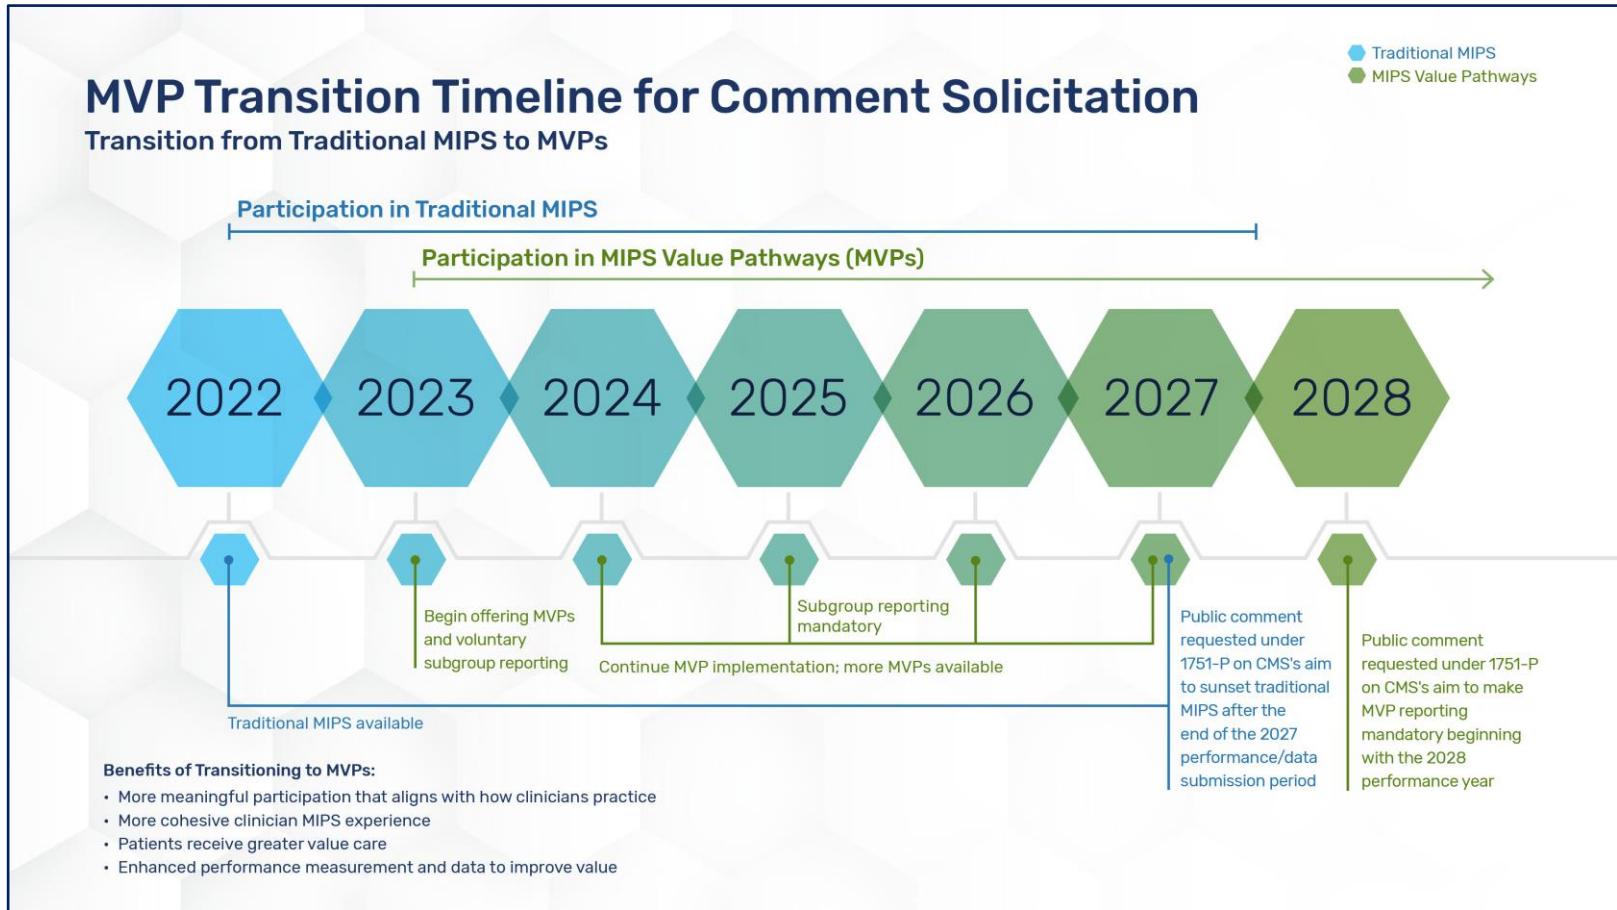 Traditional MIPS
MIPS Value Pathways
MVP Transition Timeline for Comment Solicitation
Transition from Traditional MIPS to MVPs
Participation in Traditional MIPS
Participation in MIPS Value Pathways (MVPs)
2022
2023
2024
2025
2026
2027
2028
Begin offering MVPs
and voluntary
subgroup reporting
Subgroup reporting
mandatory
Continue MVP implementation; more MVPs available
Traditional MIPS available
Public comment
requested under
1751-P on CMS's aim
to sunset traditional
MIPS after the
end of the 2027
performance/data
submission period
Public comment
requested under 1751-P
on CMS's aim to make
MVP reporting
mandatory beginning
with the 2028
performance year
Benefits of Transitioning to MVPs:
• More meaningful participation that aligns with how clinicians practice
• More cohesive clinician MIPS experience
• Patients receive greater value care
• Enhanced performance measurement and data to improve value